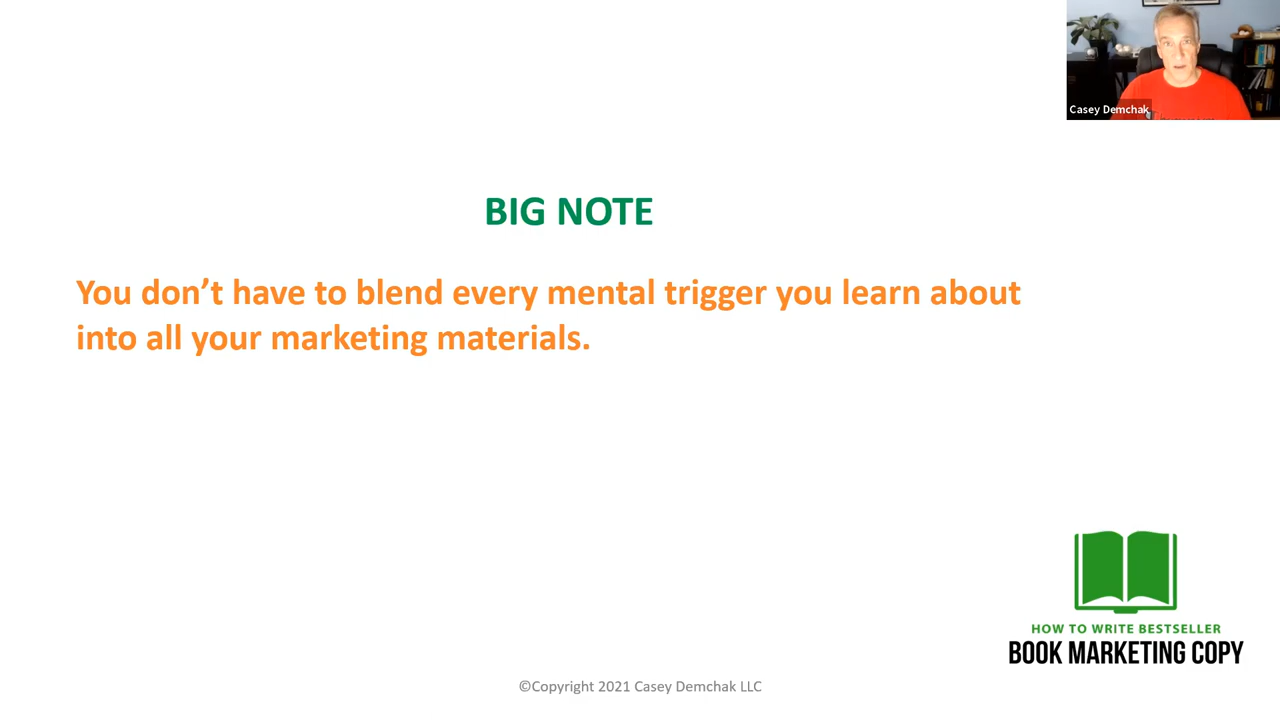 Casey Demchak
BIG NOTE
You don’t have to blend every mental trigger you learn about
into all your marketing materials.
HOW TO WRITE BESTSELLER
BOOK MARKETING COPY
©Copyright 2021 Casey Demchak LLC